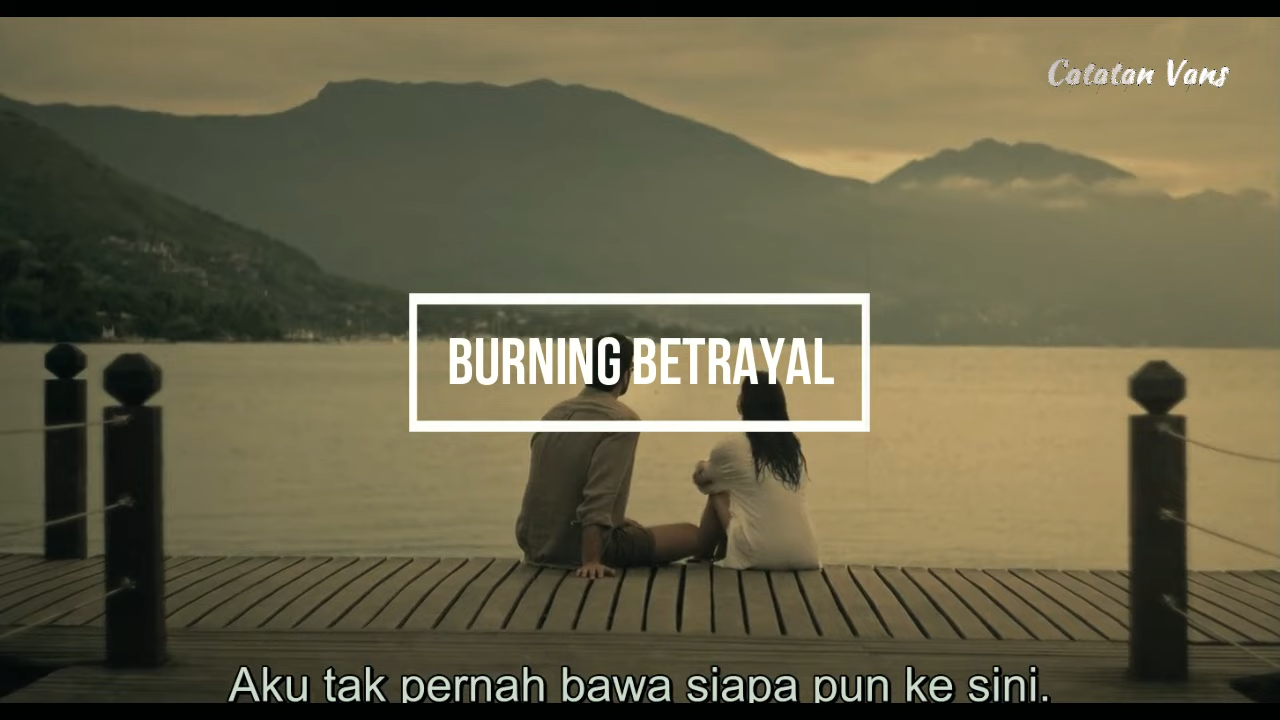 Catatan Vans
BURNING BETRAYAL
Aku tak pernah bawa siapa pun ke sini.